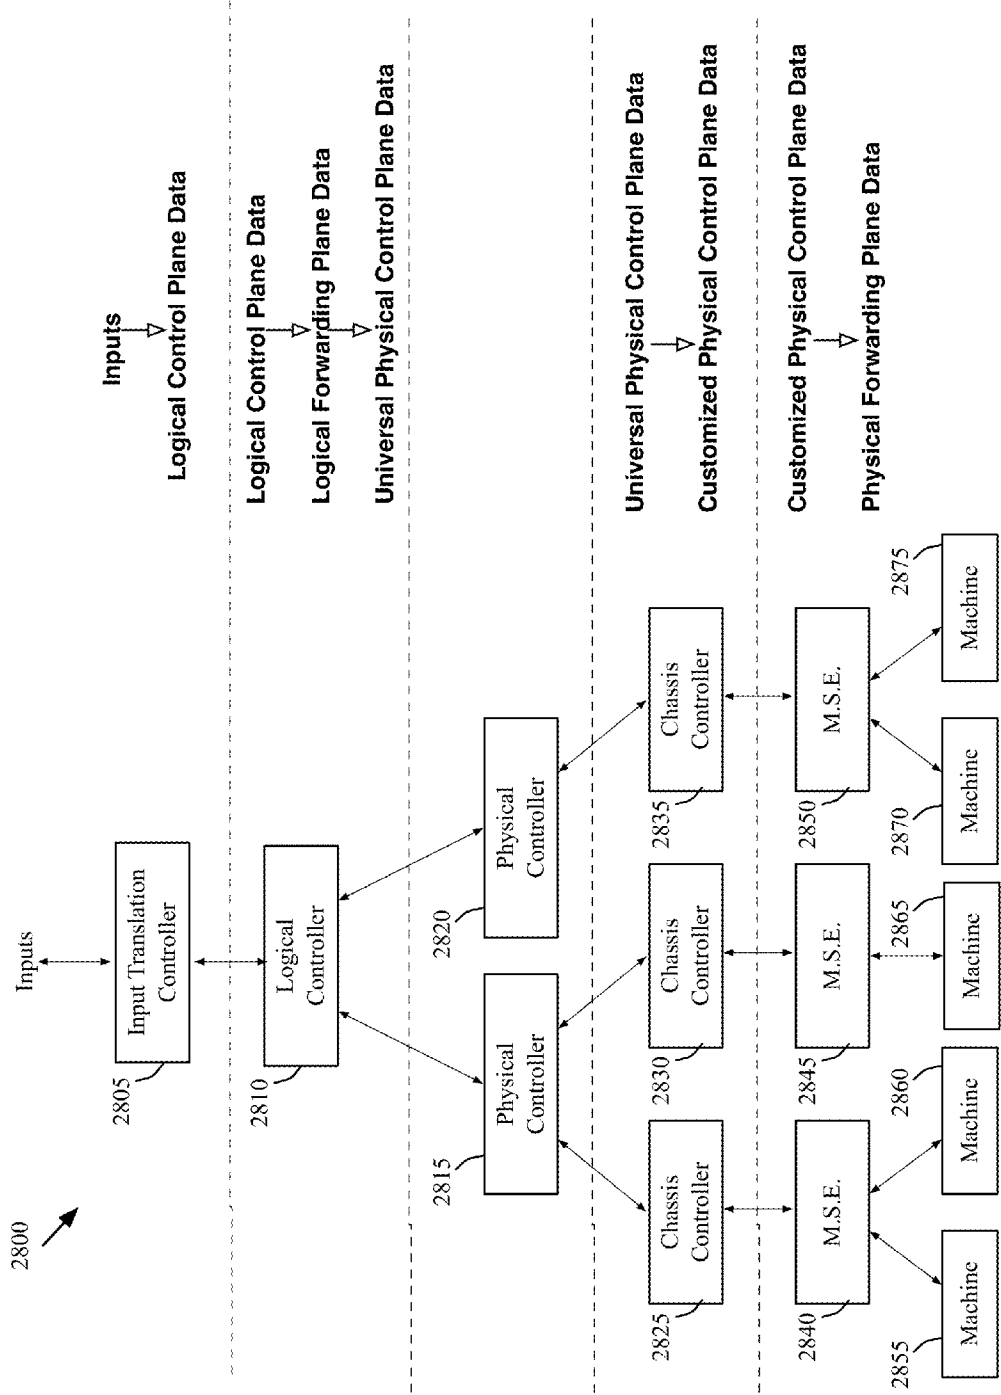 2800
Inputs
Input Translation
Controller
2805
Inputs
Logical Control Plane Data
Logical
Controller
2810
Logical Control Plane Data
Logical Forwarding Plane Data
Universal Physical Control Plane Data
Physical
Controller
2815
Physical
Controller
2820
Chassis
Controller
2825
Chassis
Controller
2830
Chassis
Controller
2835
Universal Physical Control Plane Data
Customized Physical Control Plane Data
M.S.E.
2840
M.S.E.
2845
M.S.E.
2850
Customized Physical Control Plane Data
Physical Forwarding Plane Data
Machine
2855
Machine
2860
Machine
2865
Machine
2870
Machine
2875